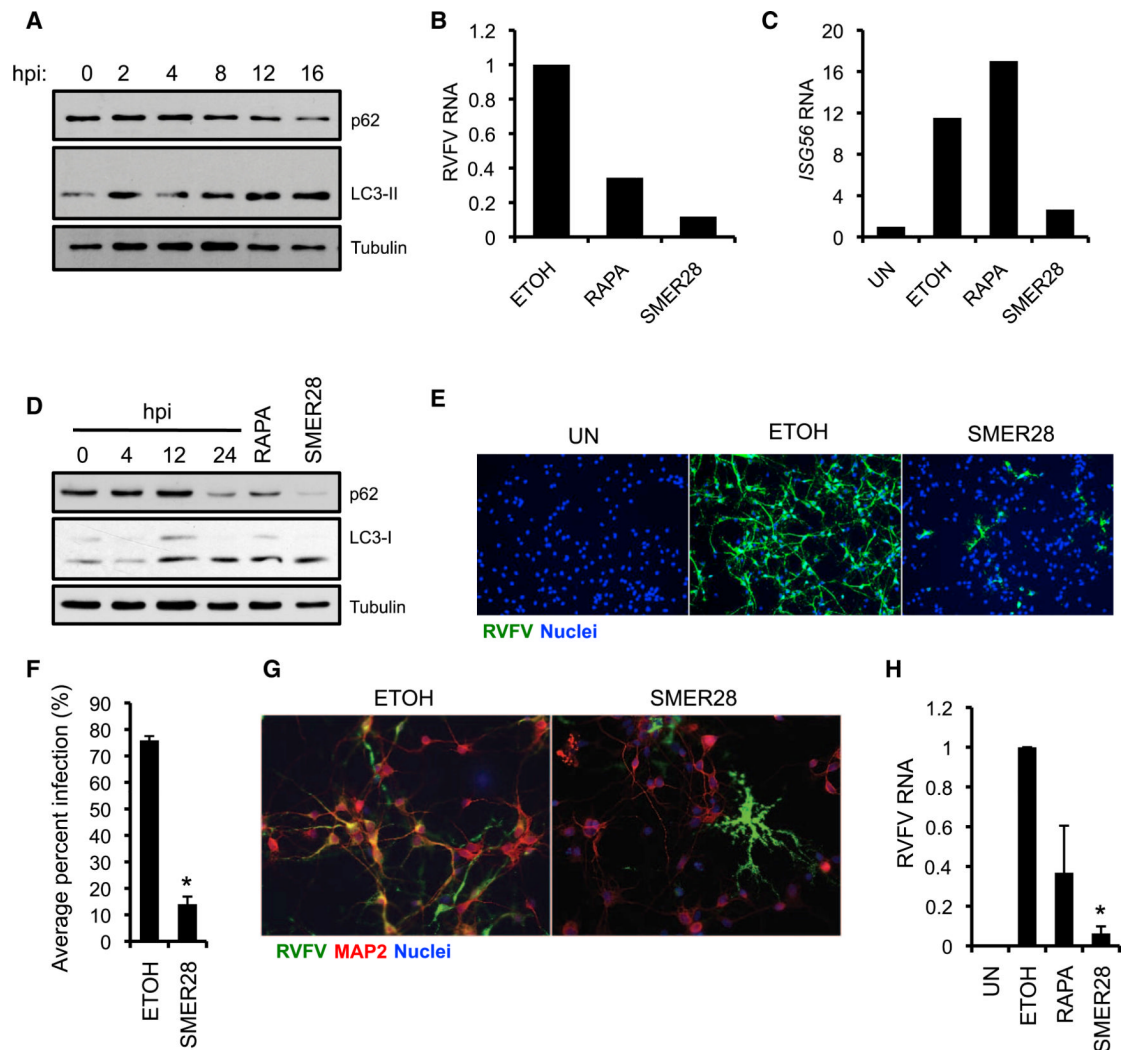 A
hpi: 0 2 4 8 12 16
p62
LC3-II
Tubulin
B
RVFV RNA
1.2
1
0.8
0.6
0.4
0.2
0
ETOH
RAPA
SMER28
C
ISG56 RNA
20
16
12
8
4
0
UN
ETOH
RAPA
SMER28
D
hpi
0 4 12 24 RAPA SMER28
p62
LC3-I
Tubulin
E
UN ETOH SMER28
RVFV Nuclei
F
Average percent infection (%)
90
80
70
60
50
40
30
20
10
0
*
ETOH
SMER28
G
ETOH SMER28
RVFV MAP2 Nuclei
H
RVFV RNA
1.2
1
0.8
0.6
0.4
0.2
0
*
UN
ETOH
RAPA
SMER28